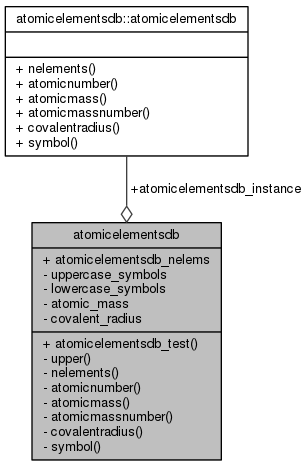 atomicelementsdb::atomicelementsdb
+ nelements()
+ atomicnumber()
+ atomicmass()
+ atomicmassnumber()
+ covalentradius()
+ symbol()
+atomicelementsdb_instance
atomicelementsdb
+ atomicelementsdb_nelems
- uppercase_symbols
- lowercase_symbols
- atomic_mass
- covalent_radius
+ atomicelementsdb_test()
- upper()
- nelements()
- atomicnumber()
- atomicmass()
- atomicmassnumber()
- covalentradius()
- symbol()